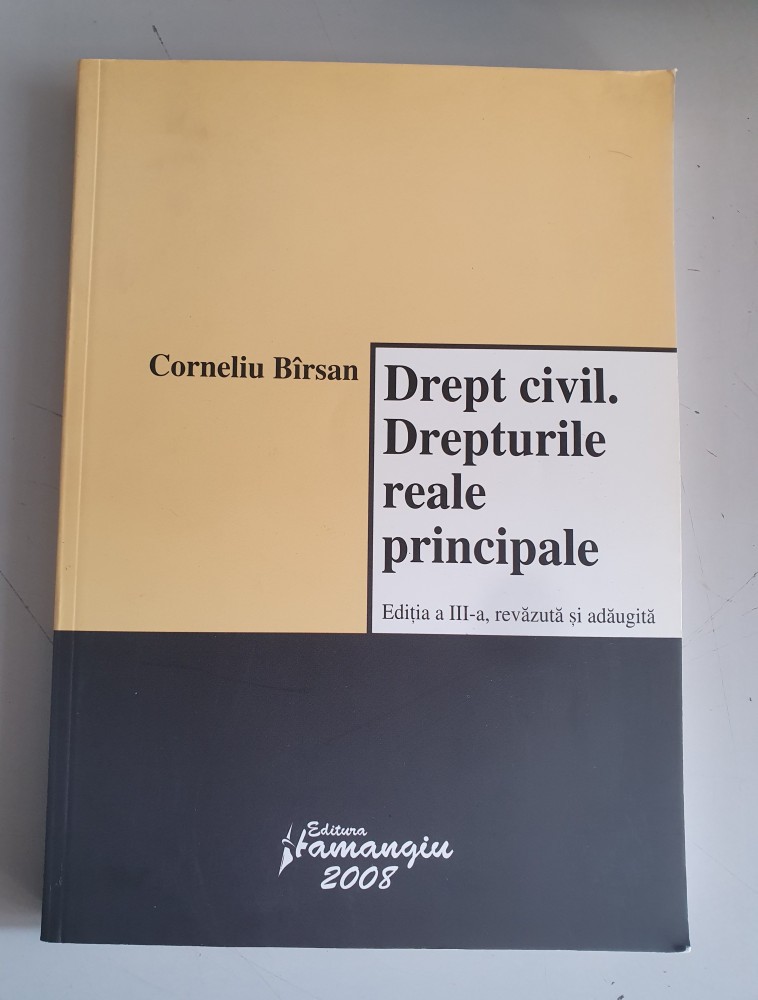 Corneliu Bîrsan
Drept civil.
Drepturile
reale
principale
Ediția a III-a, revăzută și adăugită
Editura
Hamangiu
2008